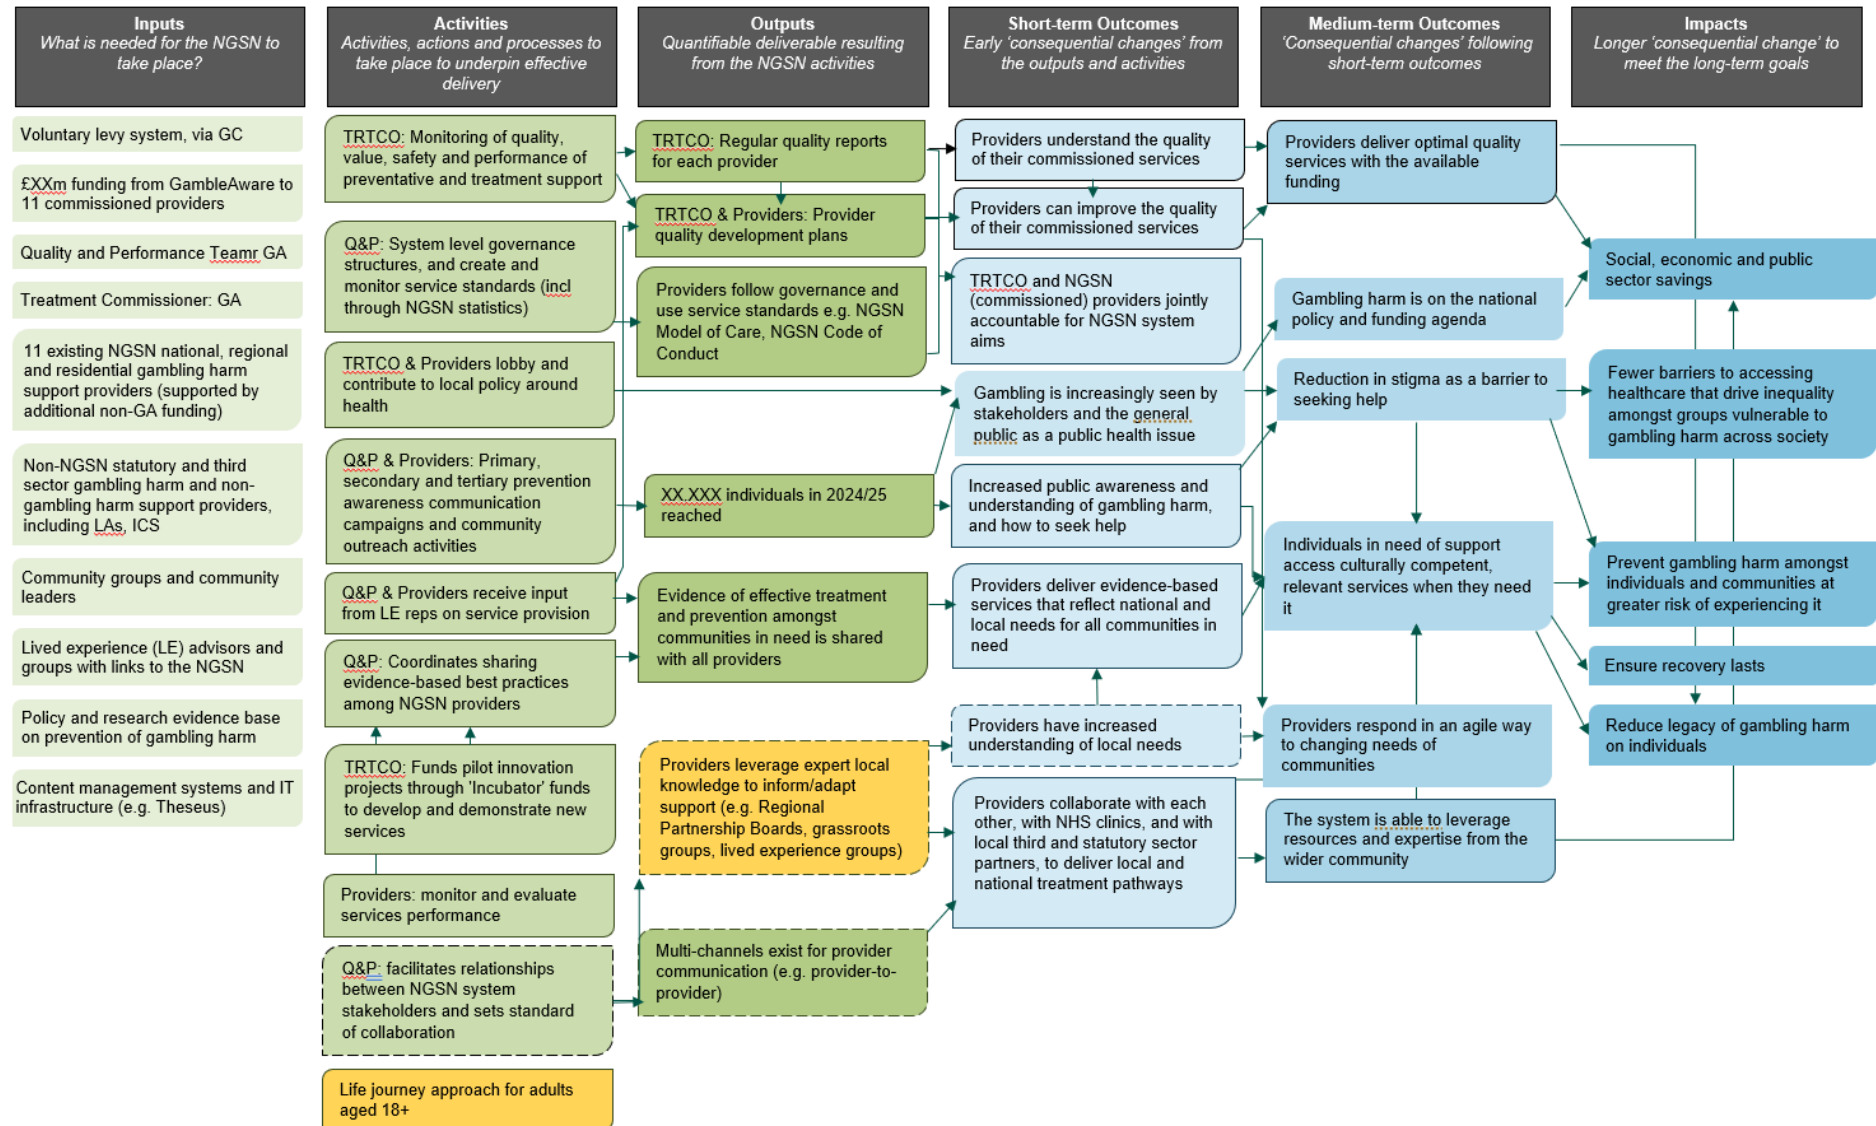 Inputs
What is needed for the NGSN to
take place?
Activities
Activities, actions and processes to
take place to underpin effective
delivery
Outputs
Quantifiable deliverable resulting
from the NGSN activities
Short-term Outcomes
Early ‘consequential changes’ from
the outputs and activities
Medium-term Outcomes
‘Consequential changes’ following
short-term outcomes
Impacts
Longer ‘consequential change’ to
meet the long-term goals
Voluntary levy system, via GC
£XXm funding from GambleAware to
11 commissioned providers
Quality and Performance Teamr GA
Treatment Commissioner: GA
11 existing NGSN national, regional
and residential gambling harm
support providers (supported by
additional non-GA funding)
Non-NGSN statutory and third
sector gambling harm and non-
gambling harm support providers,
including LAs, ICS
Community groups and community
leaders
Lived experience (LE) advisors and
groups with links to the NGSN
Policy and research evidence base
on prevention of gambling harm
Content management systems and IT
infrastructure (e.g. Theseus)
TRTCO: Monitoring of quality,
value, safety and performance of
preventative and treatment support
Q&P: System level governance
structures, and create and
monitor service standards (incl
through NGSN statistics)
TRTCO & Providers lobby and
contribute to local policy around
health
Q&P & Providers: Primary,
secondary and tertiary prevention
awareness communication
campaigns and community
outreach activities
Q&P & Providers receive input
from LE reps on service provision
Q&P: Coordinates sharing
evidence-based best practices
among NGSN providers
TRTCO: Funds pilot innovation
projects through 'Incubator' funds
to develop and demonstrate new
services
Providers: monitor and evaluate
services performance
Q&P: facilitates relationships
between NGSN system
stakeholders and sets standard
of collaboration
Life journey approach for adults
aged 18+
TRTCO: Regular quality reports
for each provider
TRTCO & Providers: Provider
quality development plans
Providers follow governance and
use service standards e.g. NGSN
Model of Care, NGSN Code of
Conduct
XX.XXX individuals in 2024/25
reached
Evidence of effective treatment
and prevention amongst
communities in need is shared
with all providers
Providers leverage expert local
knowledge to inform/adapt
support (e.g. Regional
Partnership Boards, grassroots
groups, lived experience groups)
Multi-channels exist for provider
communication (e.g. provider-to-
provider)
Providers understand the quality
of their commissioned services
Providers can improve the quality
of their commissioned services
TRTCO and NGSN
(commissioned) providers jointly
accountable for NGSN system
aims
Gambling is increasingly seen by
stakeholders and the general
public as a public health issue
Increased public awareness and
understanding of gambling harm,
and how to seek help
Providers deliver evidence-based
services that reflect national and
local needs for all communities in
need
Providers have increased
understanding of local needs
Providers collaborate with each
other, with NHS clinics, and with
local third and statutory sector
partners, to deliver local and
national treatment pathways
Providers deliver optimal quality
services with the available
funding
Gambling harm is on the national
policy and funding agenda
Reduction in stigma as a barrier to
seeking help
Individuals in need of support
access culturally competent,
relevant services when they need
it
Providers respond in an agile way
to changing needs of
communities
The system is able to leverage
resources and expertise from the
wider community
Social, economic and public
sector savings
Fewer barriers to accessing
healthcare that drive inequality
amongst groups vulnerable to
gambling harm across society
Prevent gambling harm amongst
individuals and communities at
greater risk of experiencing it
Ensure recovery lasts
Reduce legacy of gambling harm
on individuals